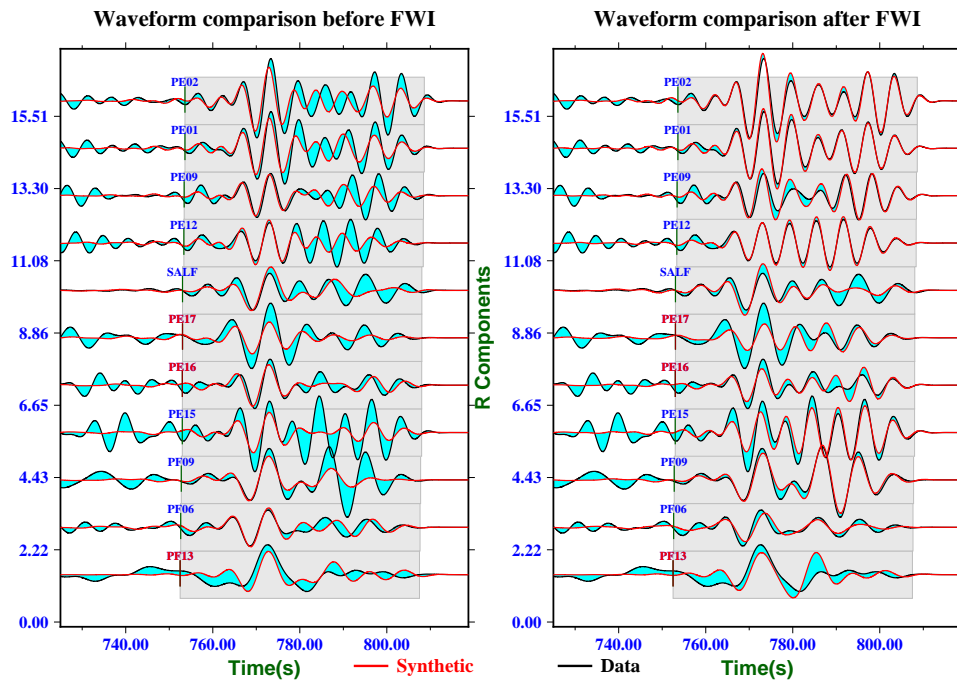 Waveform comparison before FWI
Waveform comparison after FWI
15.51
13.30
11.08
8.86
6.65
4.43
2.22
0.00
PE02
PE01
PE09
PE12
SALF
PE17
PE16
PE15
PF09
PF06
PF13
740.00 760.00 780.00 800.00
Time(s)
R Components
15.51
13.30
11.08
8.86
6.65
4.43
2.22
0.00
PE02
PE01
PE09
PE12
SALF
PE17
PE16
PE15
PF09
PF06
PF13
740.00 760.00 780.00 800.00
Time(s)
Synthetic
Data